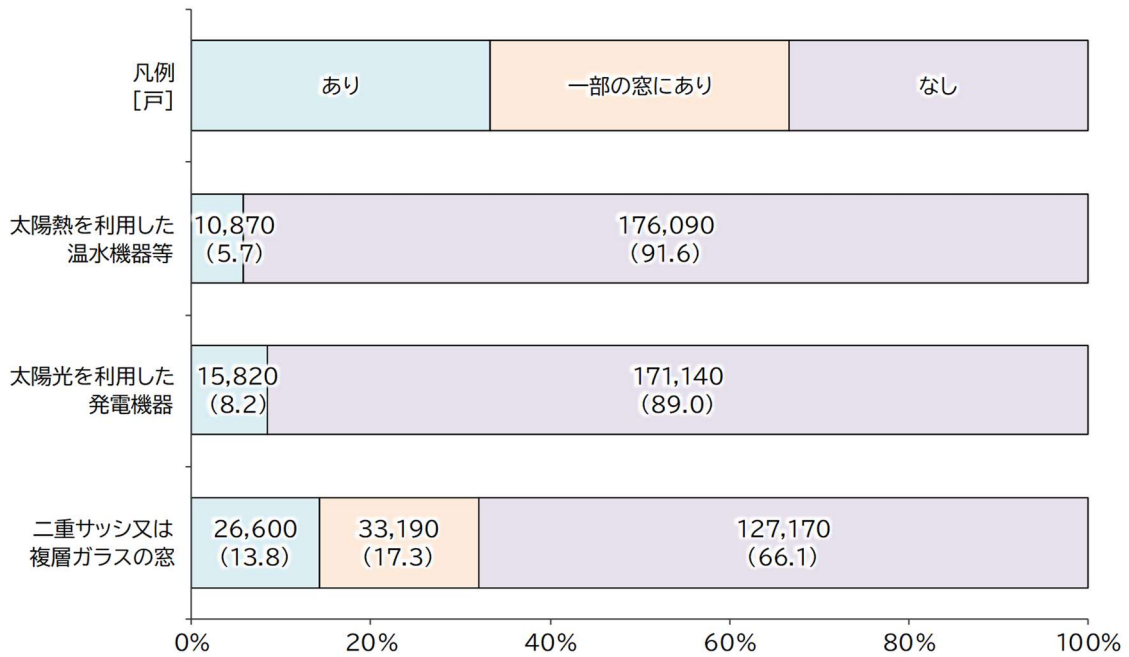 凡例
[戸]
あり
一部の窓にあり
なし
太陽熱を利用した
温水機器等
10,870
(5.7)
176,090
(91.6)
太陽光を利用した
発電機器
15,820
(8.2)
171,140
(89.0)
二重サッシ又は
複層ガラスの窓
26,600
(13.8)
33,190
(17.3)
127,170
(66.1)
0%
20%
40%
60%
80%
100%